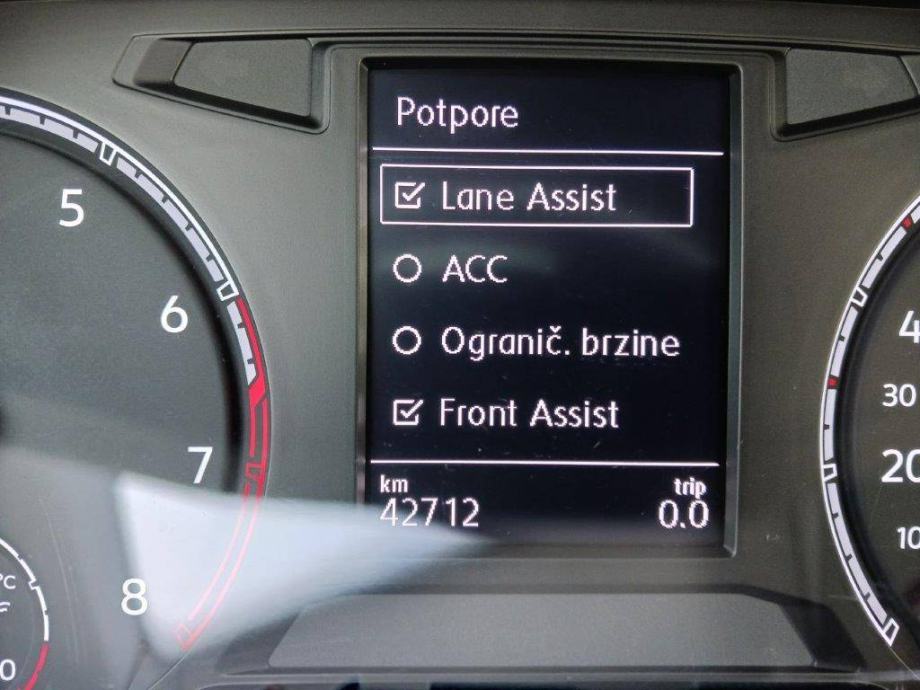 Potpore
Lane Assist
ACC
Ogranič. brzine
Front Assist
km
trip
42712
0.0
5
6
7
8
°C
30
20
10